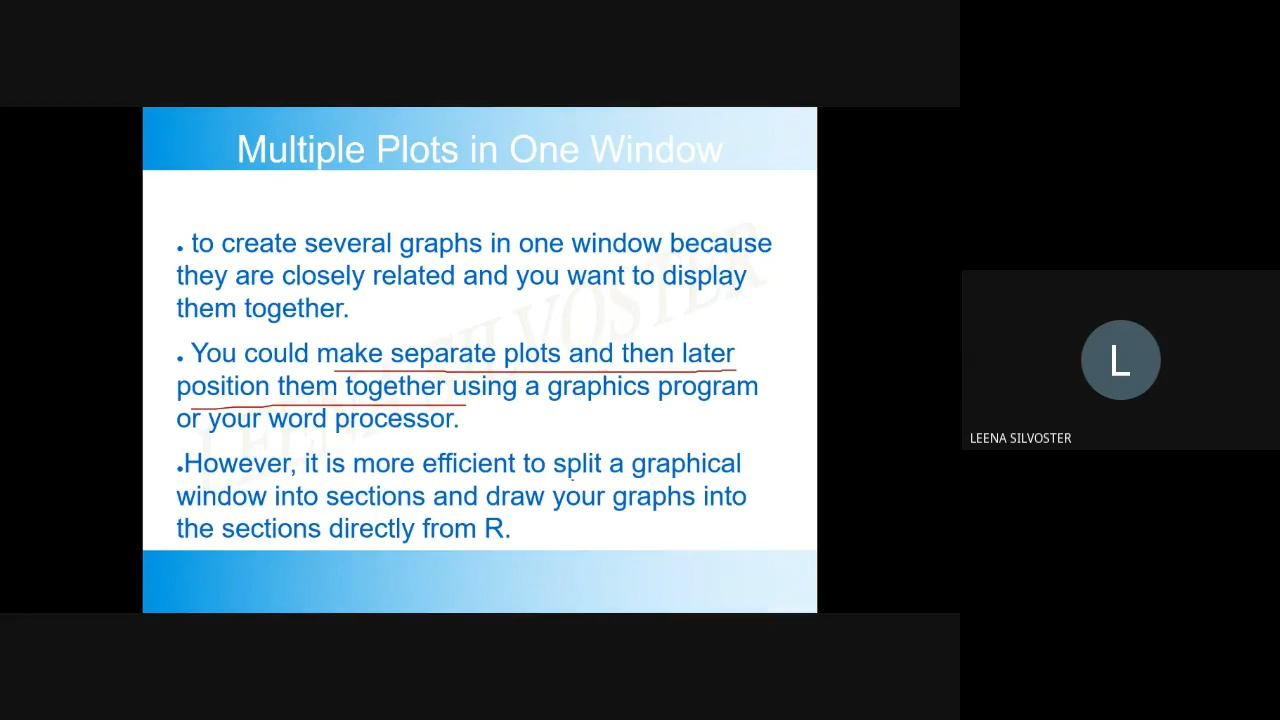 Multiple Plots in One Window
• to create several graphs in one window because
they are closely related and you want to display
them together.
• You could make separate plots and then later
position them together using a graphics program
or your word processor.
•However, it is more efficient to split a graphical
window into sections and draw your graphs into
the sections directly from R.
LEENA SILVOSTER
L
LEENA SILVOSTER